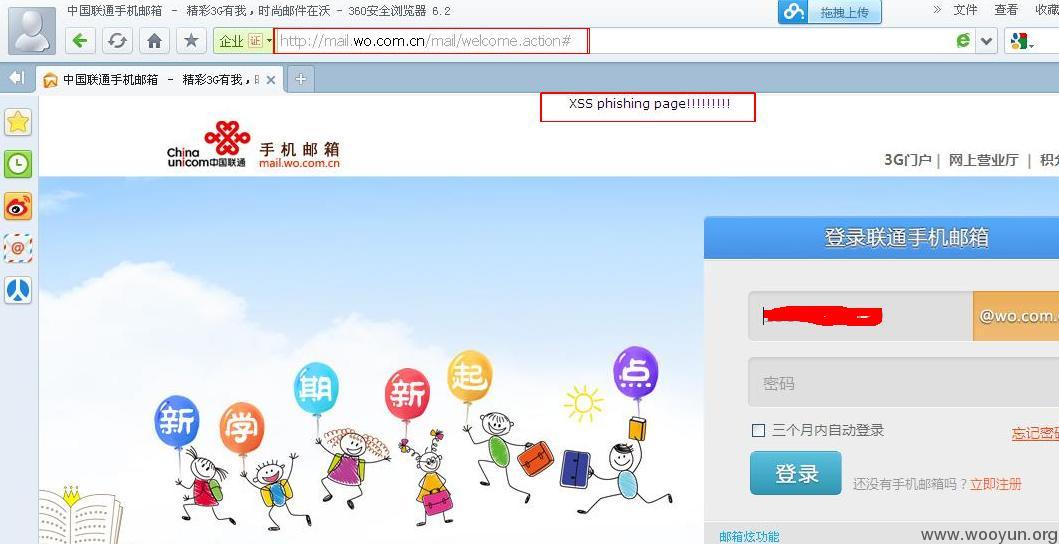 中国联通手机邮箱 - 精彩3G有我，时尚邮件在沃 - 360安全浏览器 6.2
拖拽上传
» 文件 查看 收藏
企业 证
http://mail.wo.com.cn/mail/welcome.action#
中国联通手机邮箱 - 精彩3G有我，
XSS phishing page!!!!!!!!!
China unicom中国联通
手机邮箱
mail.wo.com.cn
3G门户 | 网上营业厅 |
登录联通手机邮箱
@wo.com.
密码
三个月内自动登录
忘记密码
登录
还没有手机邮箱吗？立即注册
新学期新起点
邮箱炫功能
www.wooyun.org